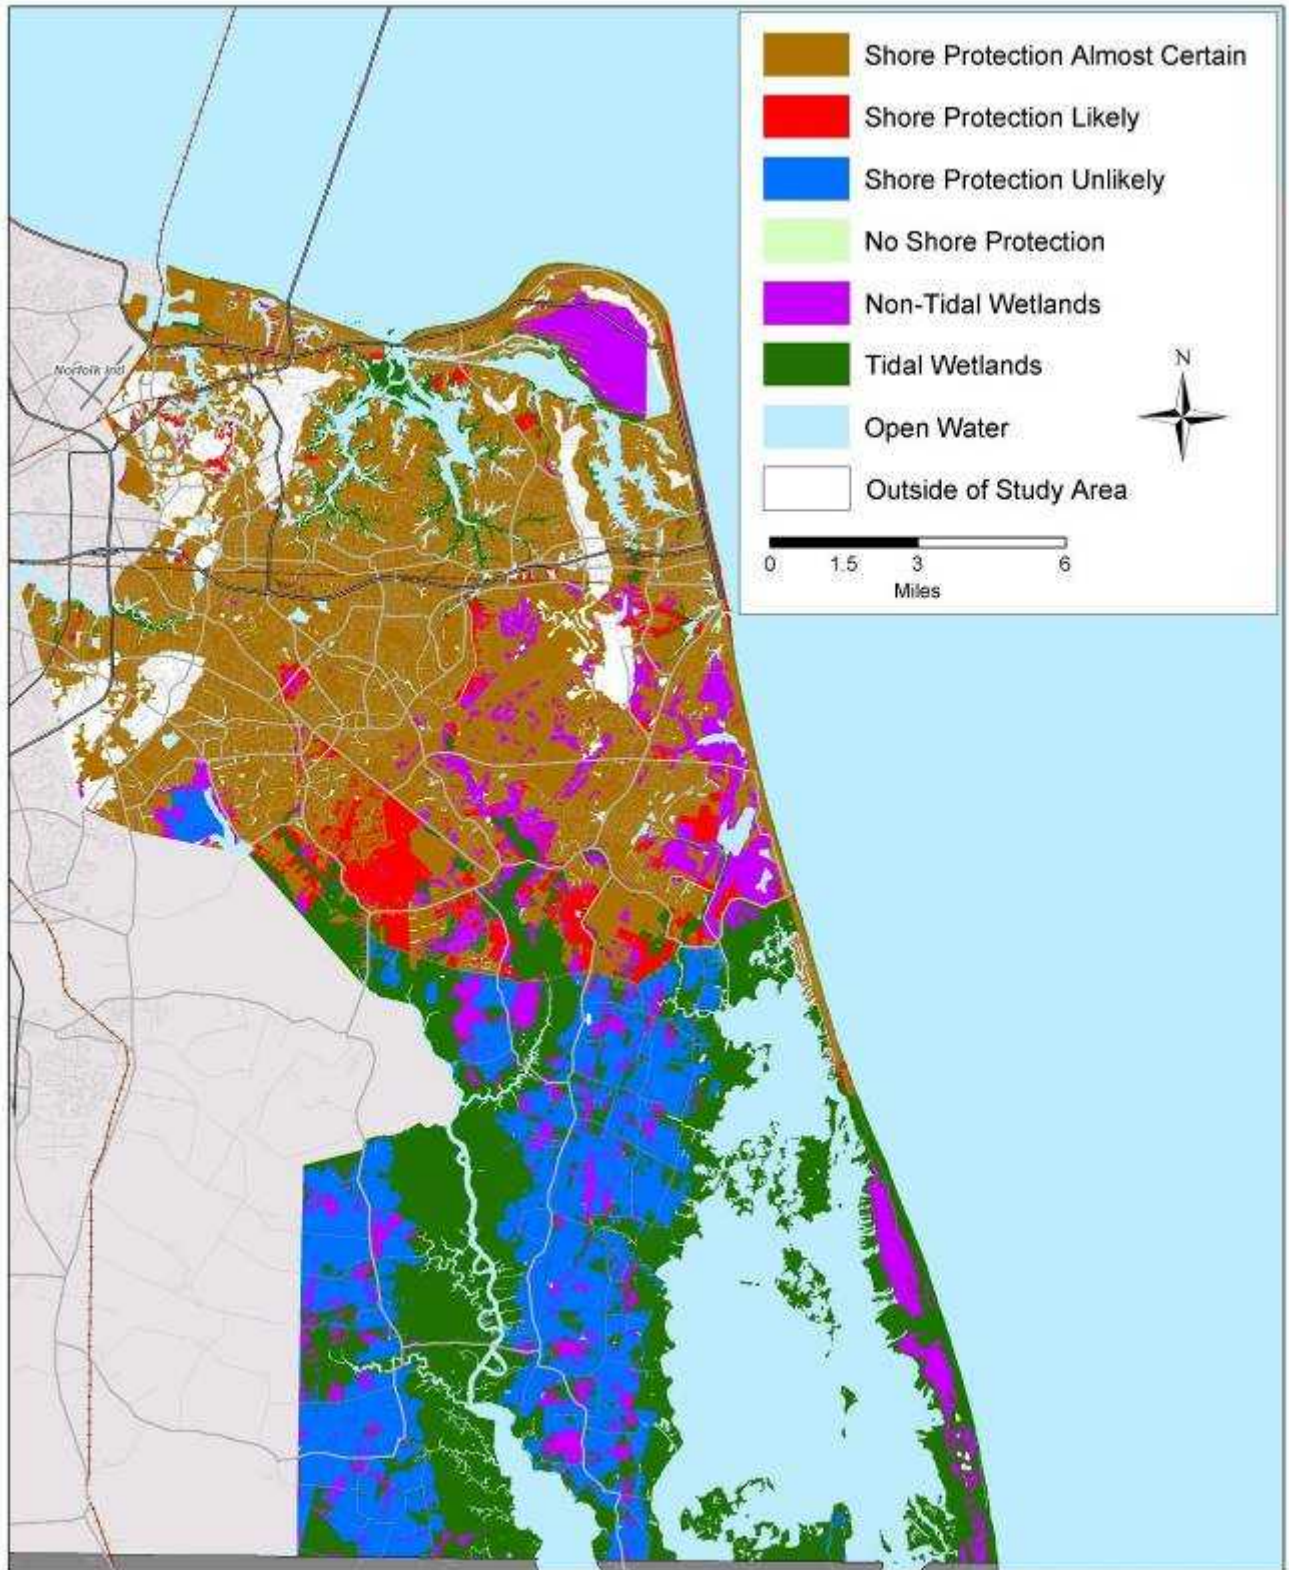 Shore Protection Almost Certain
Shore Protection Likely
Shore Protection Unlikely
No Shore Protection
Non-Tidal Wetlands
Tidal Wetlands
Open Water
Outside of Study Area
0 1.5 3 6
Miles
N
Norfolk Intl